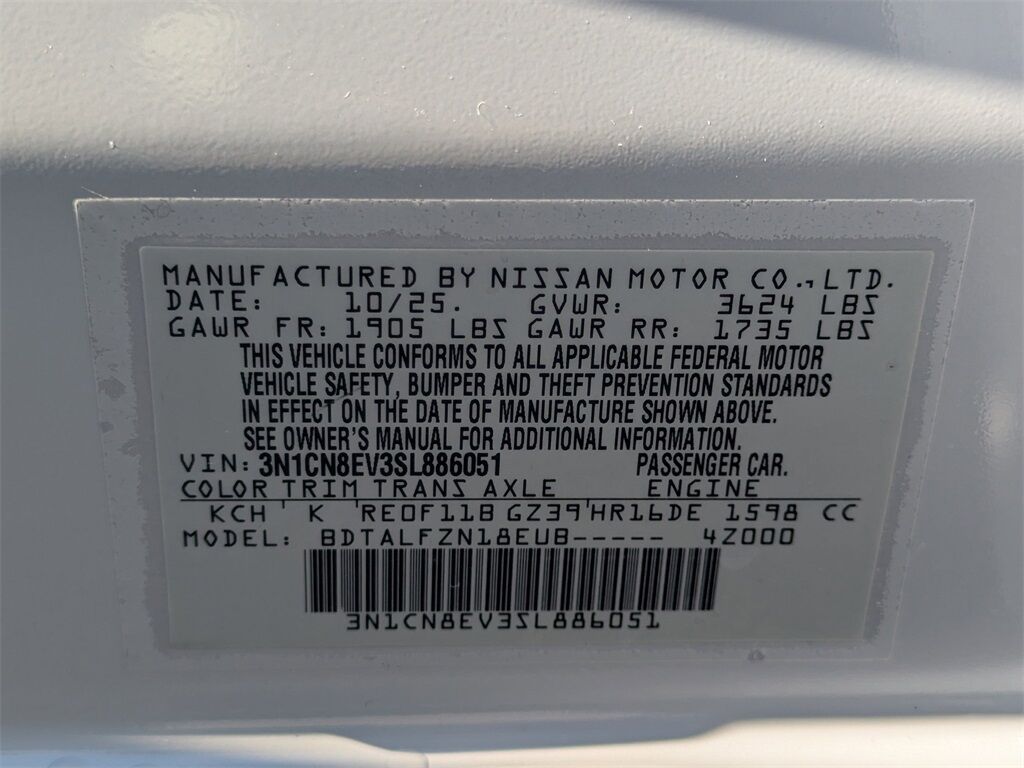 MANUFACTURED BY NISSAN MOTOR CO., LTD.
DATE: 10/25. GVWR: 3624 LBS
GAWR FR: 1905 LBS GAWR RR: 1735 LBS
THIS VEHICLE CONFORMS TO ALL APPLICABLE FEDERAL MOTOR
VEHICLE SAFETY, BUMPER AND THEFT PREVENTION STANDARDS
IN EFFECT ON THE DATE OF MANUFACTURE SHOWN ABOVE.
SEE OWNER'S MANUAL FOR ADDITIONAL INFORMATION.
VIN: 3N1CN8EV3SL886051 PASSENGER CAR.
COLOR TRIM TRANS AXLE ENGINE
KCH K RE0F11B GZ39 HR16DE 1598 CC
MODEL: BDTALFZN18EUB----- 4Z000
3N1CN8EV3SL886051